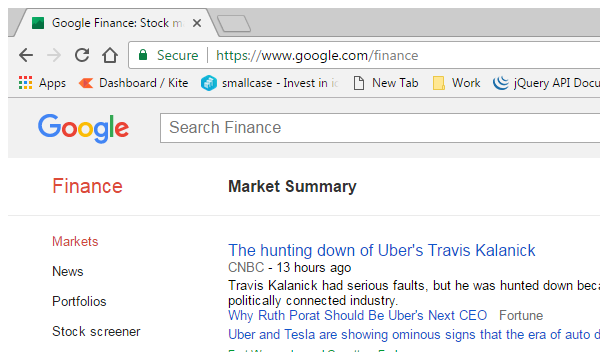 Google Finance: Stock m
Secure https://www.google.com/finance
Apps Dashboard / Kite smallcase - Invest in New Tab Work jQuery API Docu
Google Search Finance
Finance Market Summary
Markets
News
Portfolios
Stock screener
The hunting down of Uber's Travis Kalanick
CNBC - 13 hours ago
Travis Kalanick had serious faults, but he was hunted down beca
politically connected industry.
Why Ruth Porat Should Be Uber's Next CEO Fortune
Uber and Tesla are showing ominous signs that the era of auto d